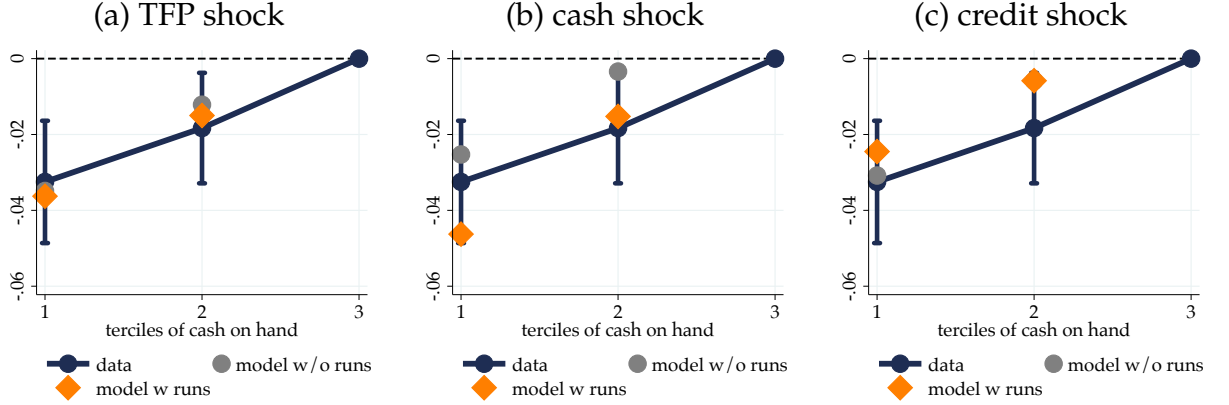 (a) TFP shock
0
-.02
-.04
-.06
1 2 3
terciles of cash on hand
data model w/o runs
model w runs
(b) cash shock
0
-.02
-.04
-.06
1 2 3
terciles of cash on hand
data model w/o runs
model w runs
(c) credit shock
0
-.02
-.04
-.06
1 2 3
terciles of cash on hand
data model w/o runs
model w runs